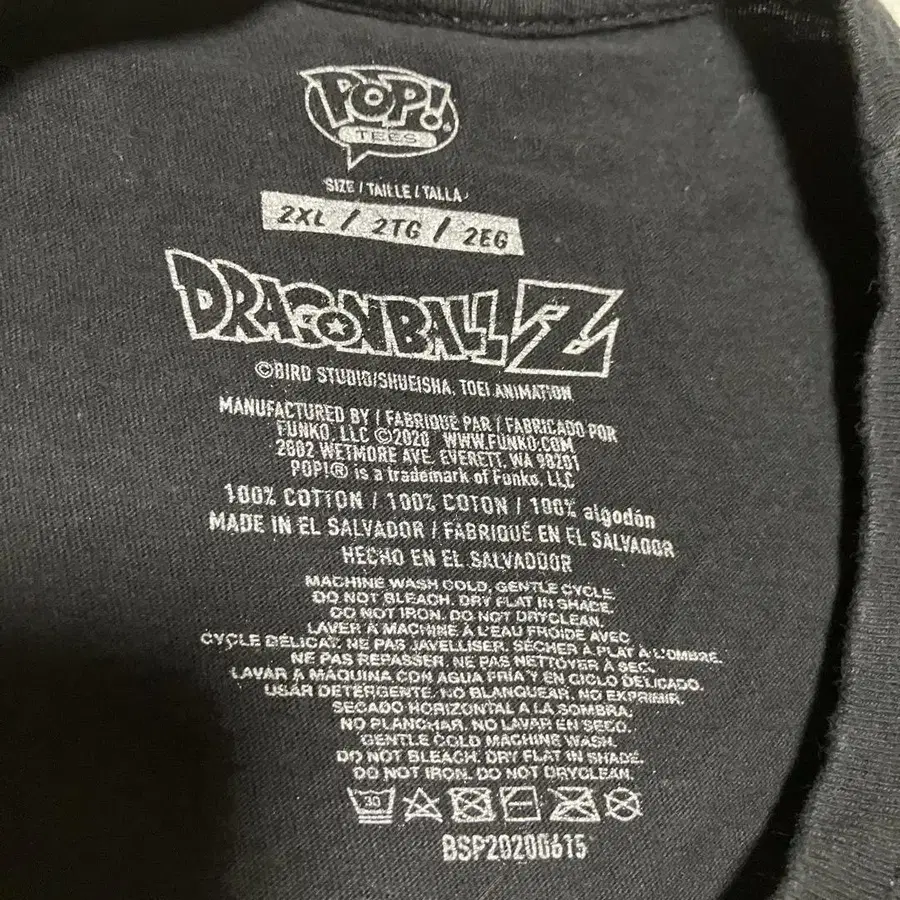 POP!
TEES
SIZE / TAILLE / TALLA
2XL / 2TG / 2EG
DRAGONBALL Z
©BIRD STUDIO/SHUEISHA, TOEI ANIMATION
MANUFACTURED BY / FABRIQUÉ PAR / FABRICADO POR
FUNKO, LLC ©2020 WWW.FUNKO.COM
2802 WETMORE AVE. EVERETT, WA 98201
POP!® is a trademark of Funko, LLC
100% COTTON / 100% COTON / 100% algodón
MADE IN EL SALVADOR / FABRIQUÉ EN EL SALVADOR
HECHO EN EL SALVADOOR
MACHINE WASH COLD, GENTLE CYCLE.
DO NOT BLEACH. DRY FLAT IN SHADE.
DO NOT IRON. DO NOT DRYCLEAN.
LAVER À MACHINE À L'EAU FROIDE AVEC
CYCLE DÉLICAT. NE PAS JAVELLISER. SÉCHER À PLAT À L'OMBRE.
NE PAS REPASSER. NE PAS NETTOYER À SEC.
LAVAR A MÁQUINA CON AGUA FRÍA Y EN CICLO DELICADO.
USAR DETERGENTE. NO BLANQUEAR. NO EXPRIMIR.
SECADO HORIZONTAL A LA SOMBRA.
NO PLANCHAR. NO LAVAR EN SECO.
GENTLE COLD MACHINE WASH.
DO NOT BLEACH. DRY FLAT IN SHADE.
DO NOT IRON. DO NOT DRYCLEAN.
30
BSP20200615